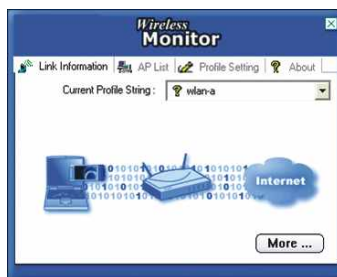 Wireless
Monitor
Link Information AP List Profile Setting About
Current Profile String : wlan-a
Internet
More ...